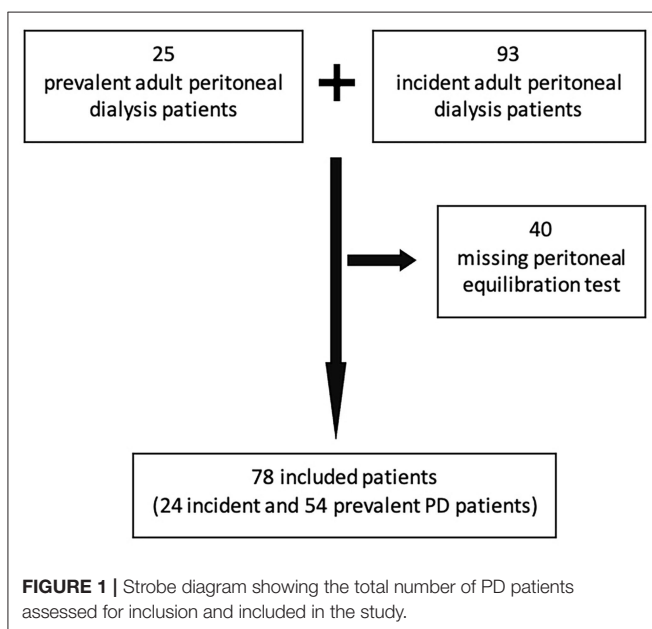 25
prevalent adult peritoneal
dialysis patients
+
93
incident adult peritoneal
dialysis patients
40
missing peritoneal
equilibration test
78 included patients
(24 incident and 54 prevalent PD patients)
FIGURE 1 | Strobe diagram showing the total number of PD patients
assessed for inclusion and included in the study.